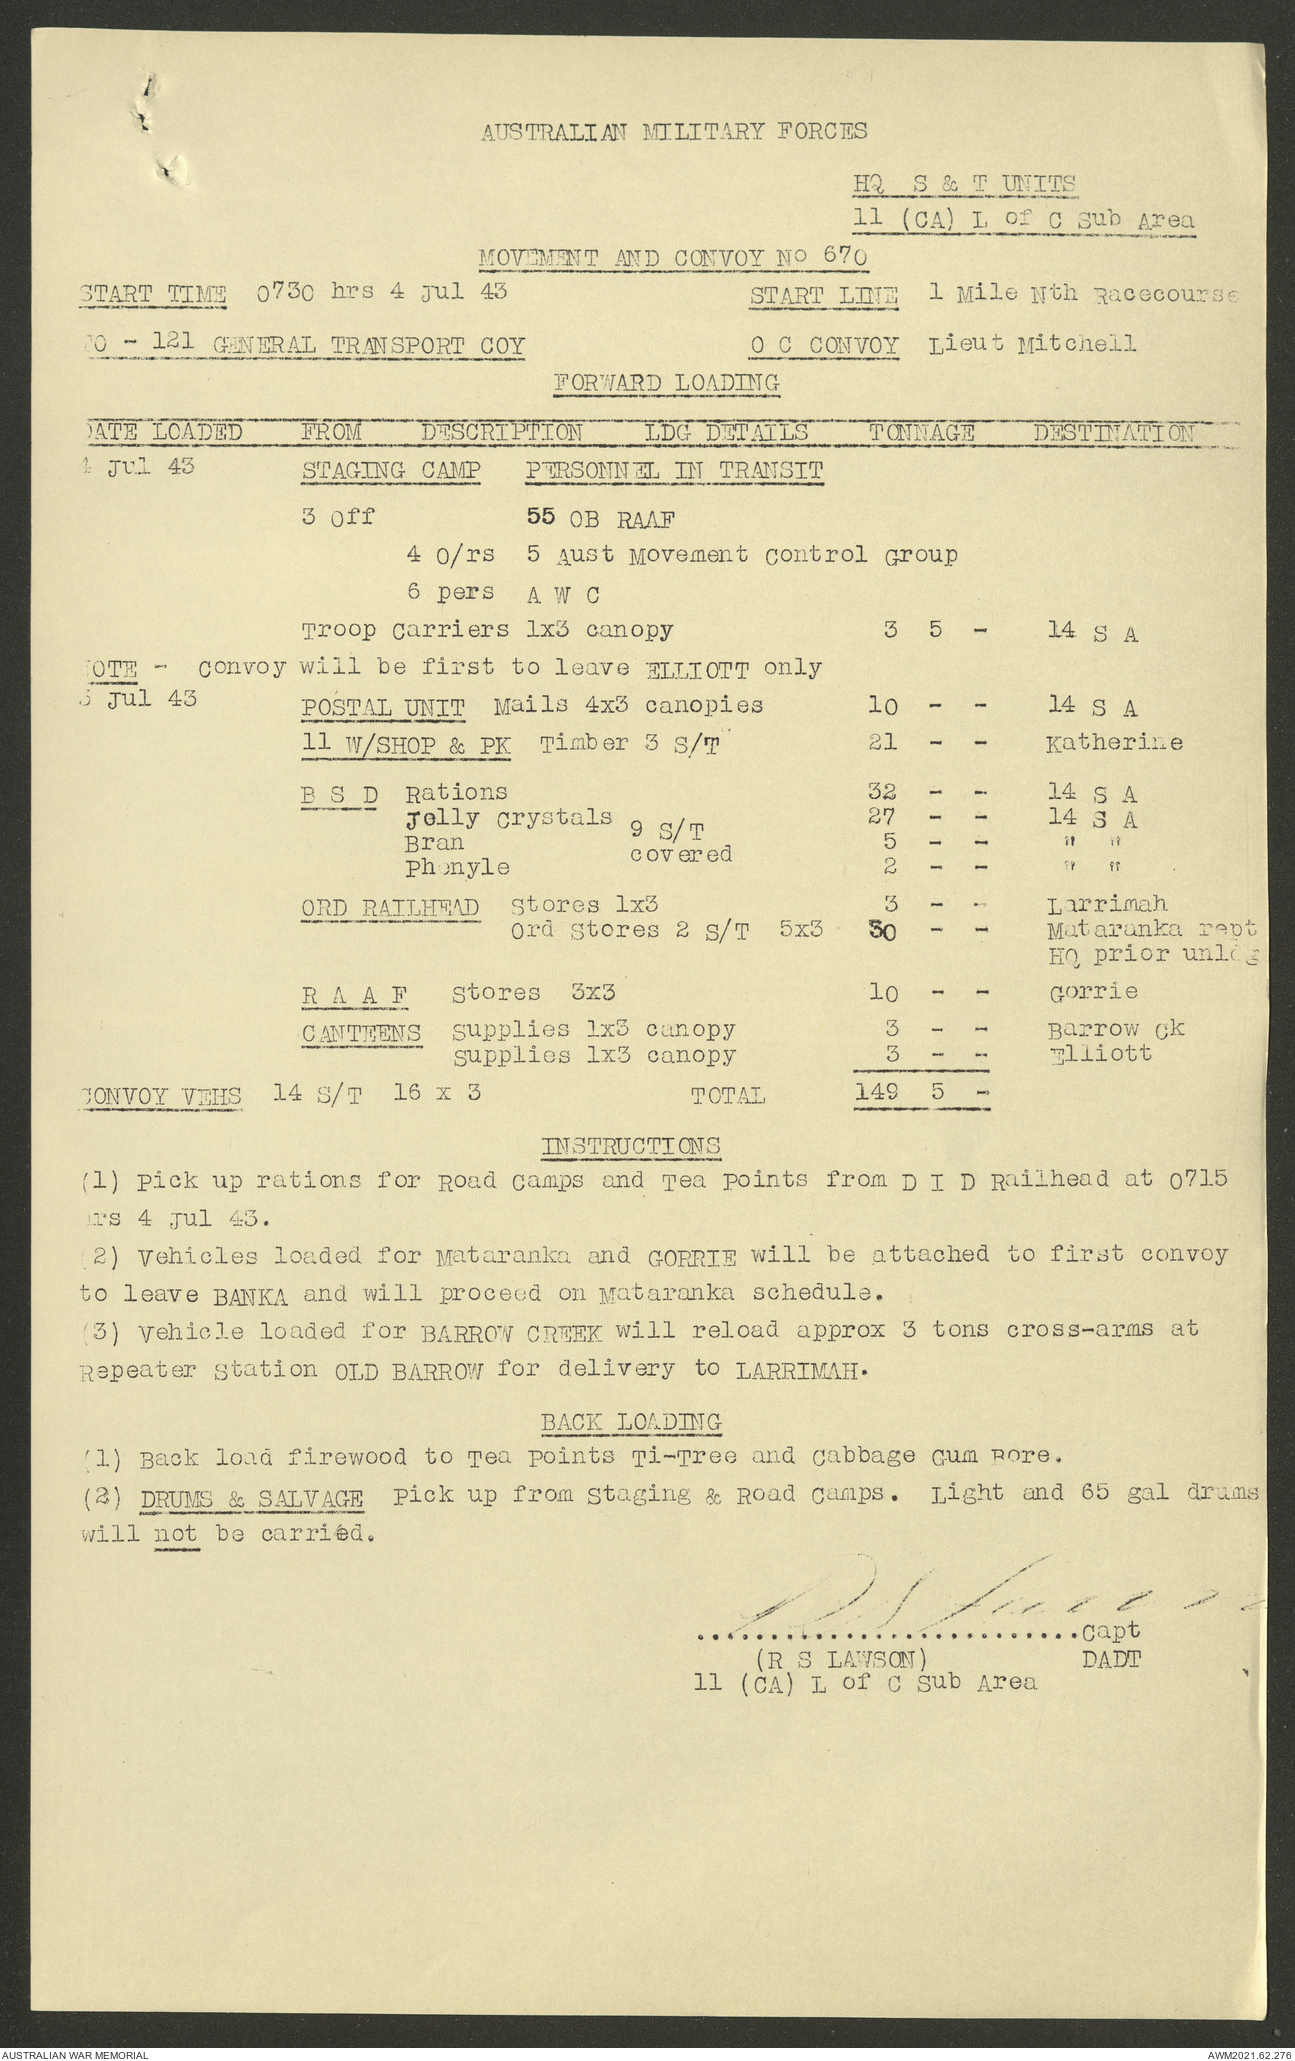 AUSTRALIAN MILITARY FORCES
HQ S & T UNITS
11 (CA) L of C Sub Area
MOVEMENT AND CONVOY No 670
START TIME 0730 hrs 4 Jul 43 START LINE 1 Mile Nth Racecourse
TO - 121 GENERAL TRANSPORT COY O C CONVOY Lieut Mitchell
FORWARD LOADING
DATE LOADED FROM DESCRIPTION LDG DETAILS TONNAGE DESTINATION
4 Jul 43 STAGING CAMP PERSONNEL IN TRANSIT
3 Off 55 OB RAAF
4 O/rs 5 Aust Movement Control Group
6 pers A W C
Troop Carriers 1x3 canopy 3 5 - 14 S A
NOTE - Convoy will be first to leave ELLIOTT only
Jul 43 POSTAL UNIT Mails 4x3 canopies 10 - - 14 S A
11 W/SHOP & PK Timber 3 S/T 21 - - Katherine
B S D Rations 32 - - 14 S A
Jelly Crystals 9 S/T 27 - - 14 S A
Bran covered 5 - - " "
Phenyle 2 - - " "
ORD RAILHEAD Stores 1x3 3 - - Larrimah
Ord Stores 2 S/T 5x3 30 - - Mataranka rept
HQ prior unldg
R A A F Stores 3x3 10 - - Gorrie
CANTEENS Supplies 1x3 canopy 3 - - Barrow Ck
Supplies 1x3 canopy 3 - - Elliott
CONVOY VEHS 14 S/T 16 x 3 TOTAL 149 5 -
INSTRUCTIONS
(1) Pick up rations for Road Camps and Tea Points from D I D Railhead at 0715
hrs 4 Jul 43.
(2) Vehicles loaded for Mataranka and GORRIE will be attached to first convoy
to leave BANKA and will proceed on Mataranka schedule.
(3) Vehicle loaded for BARROW CREEK will reload approx 3 tons cross-arms at
Repeater Station OLD BARROW for delivery to LARRIMAH.
BACK LOADING
(1) Back load firewood to Tea Points Ti-Tree and Cabbage Gum Bore.
(2) DRUMS & SALVAGE Pick up from Staging & Road Camps. Light and 65 gal drums
will not be carried.
...........................Capt
(R S LAWSON) DADT
11 (CA) L of C Sub Area
AUSTRALIAN WAR MEMORIAL AWM2021.62.276